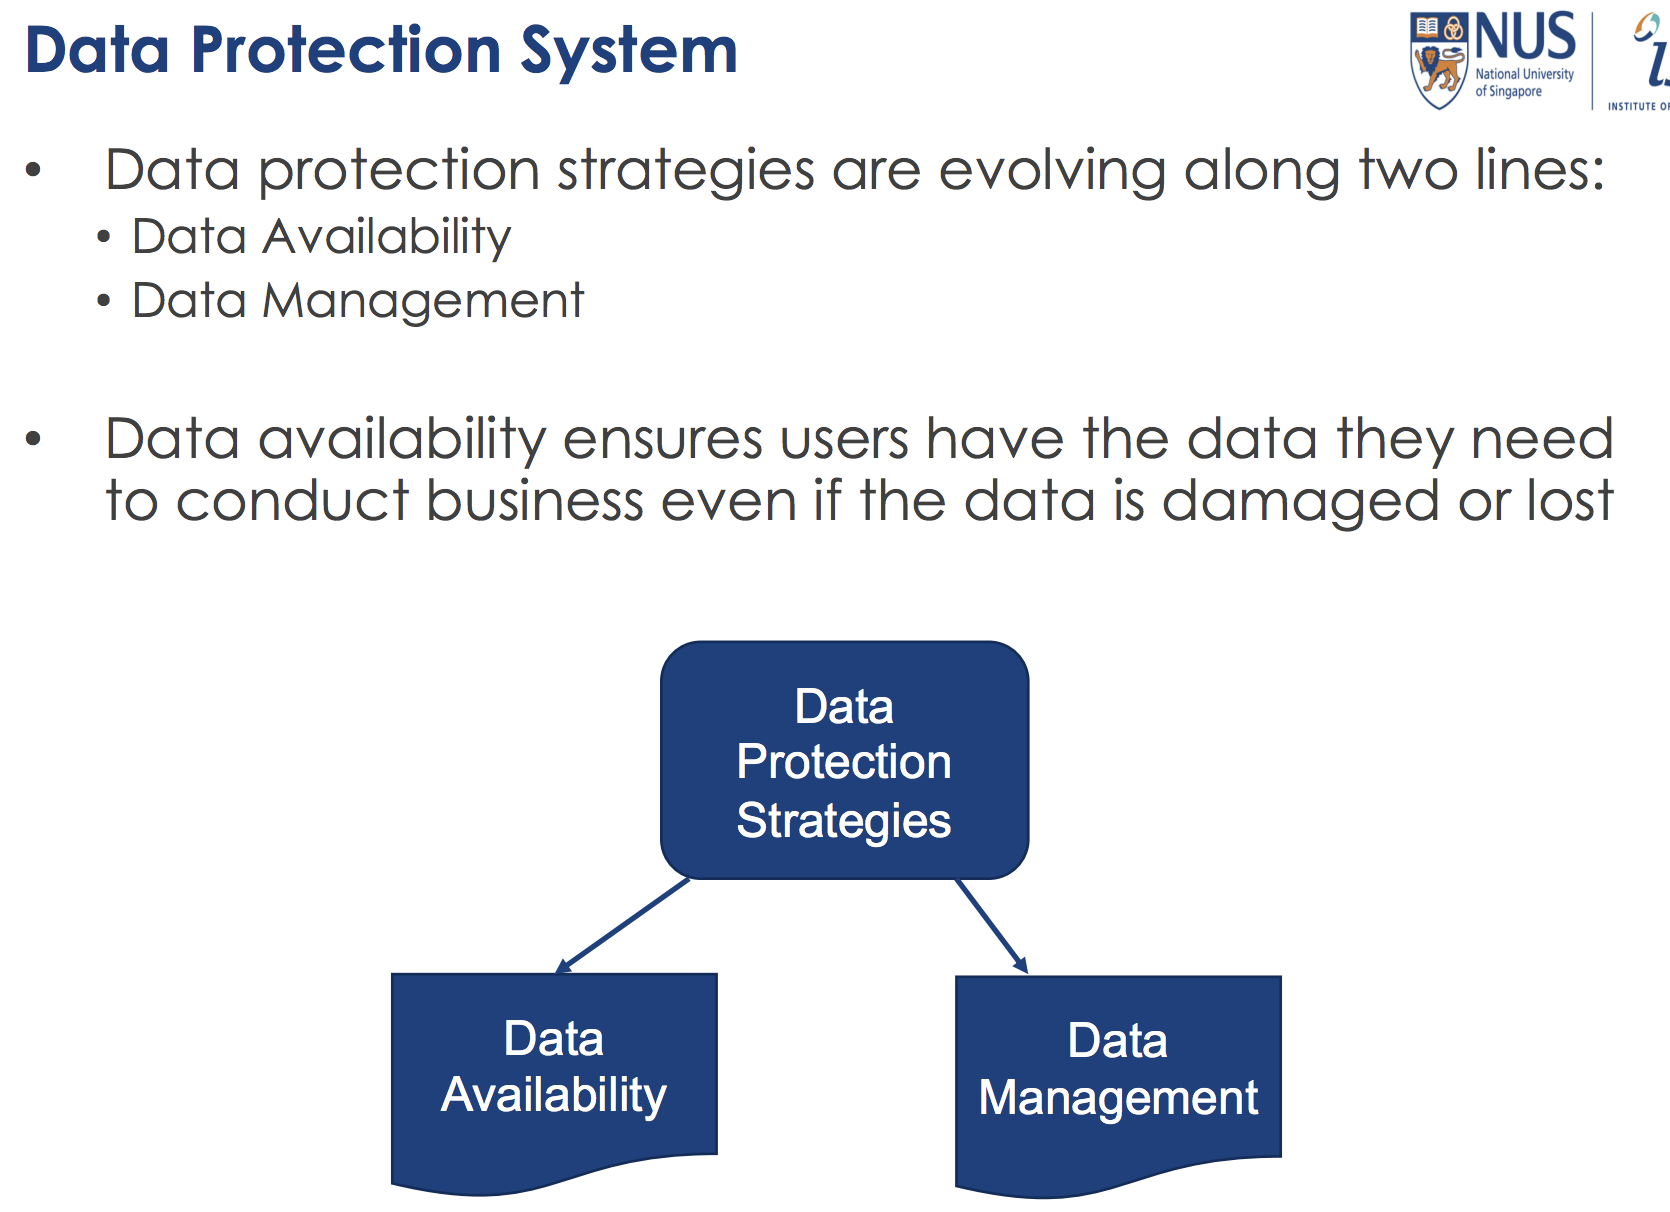 Data Protection System
NUS
National University
of Singapore
INSTITUTE OF
• Data protection strategies are evolving along two lines:
• Data Availability
• Data Management
• Data availability ensures users have the data they need
to conduct business even if the data is damaged or lost
Data
Protection
Strategies
Data
Availability
Data
Management